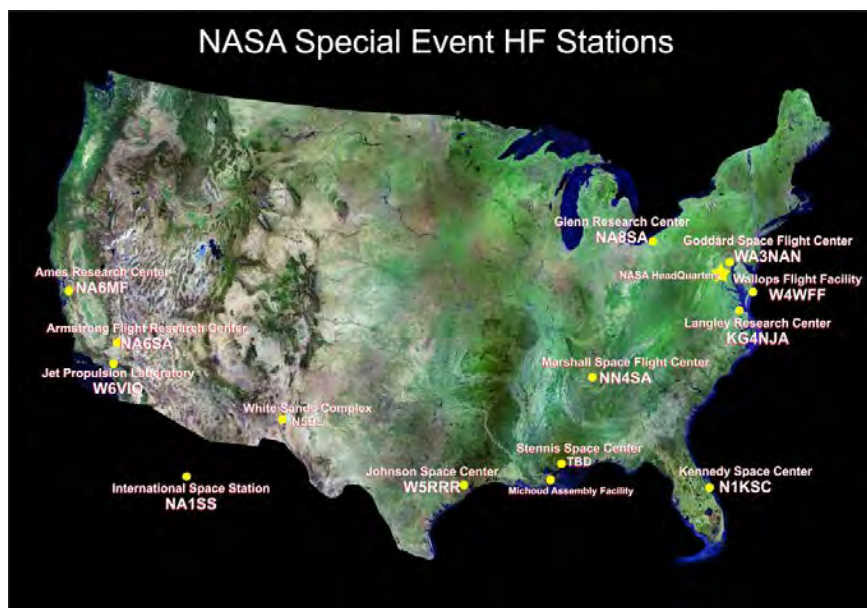 NASA Special Event HF Stations
Glenn Research Center
NA8SA
Goddard Space Flight Center
WA3NAN
NASA HeadQuarters
Wallops Flight Facility
W4WFF
Ames Research Center
NA6MF
Langley Research Center
KG4NJA
Armstrong Flight Research Center
NA6SA
Marshall Space Flight Center
NN4SA
Jet Propulsion Laboratory
W6VIO
White Sands Complex
N5BL
Stennis Space Center
TBD
Johnson Space Center
W5RRR
Kennedy Space Center
N1KSC
International Space Station
NA1SS
Michoud Assembly Facility